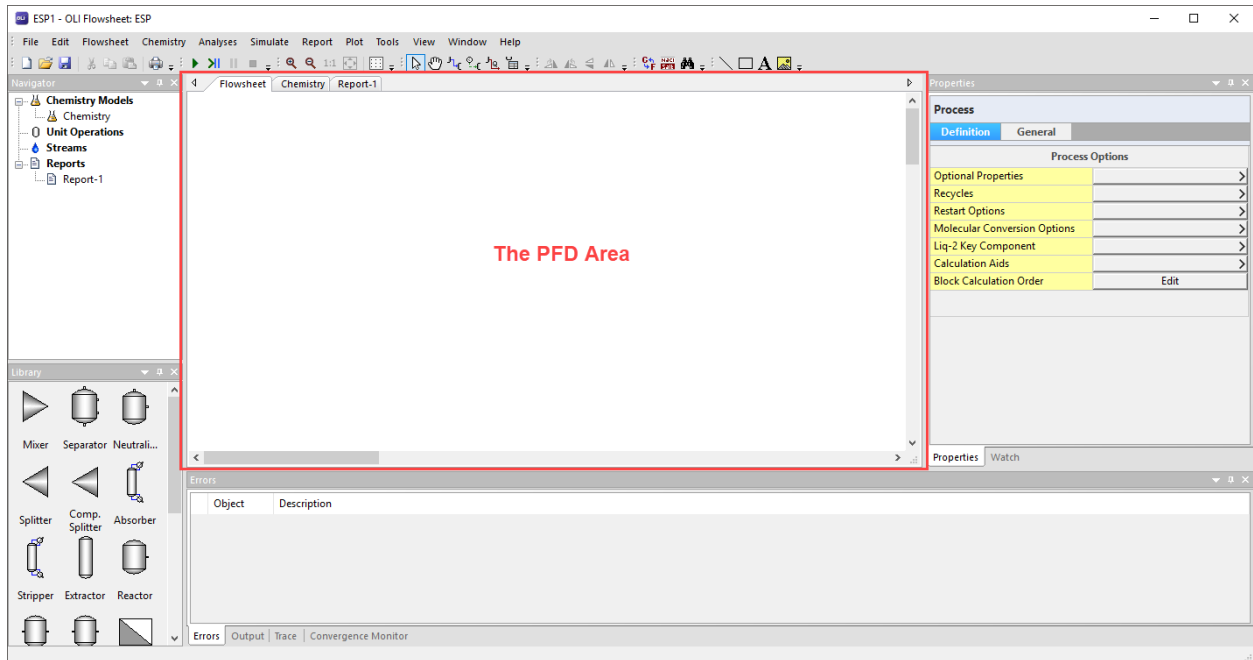 ESP1 - OLI Flowsheet: ESP
File Edit Flowsheet Chemistry Analyses Simulate Report Plot Tools View Window Help
1:1 A
Navigator
Chemistry Models
Chemistry
Unit Operations
Streams
Reports
Report-1
Flowsheet Chemistry Report-1
The PFD Area
Properties
Process
Definition General
Process Options
Optional Properties
Recycles
Restart Options
Molecular Conversion Options
Liq-2 Key Component
Calculation Aids
Block Calculation Order Edit
Properties Watch
Library
Mixer Separator Neutrali...
Splitter Comp. Splitter Absorber
Stripper Extractor Reactor
Errors
Object Description
Errors Output Trace Convergence Monitor